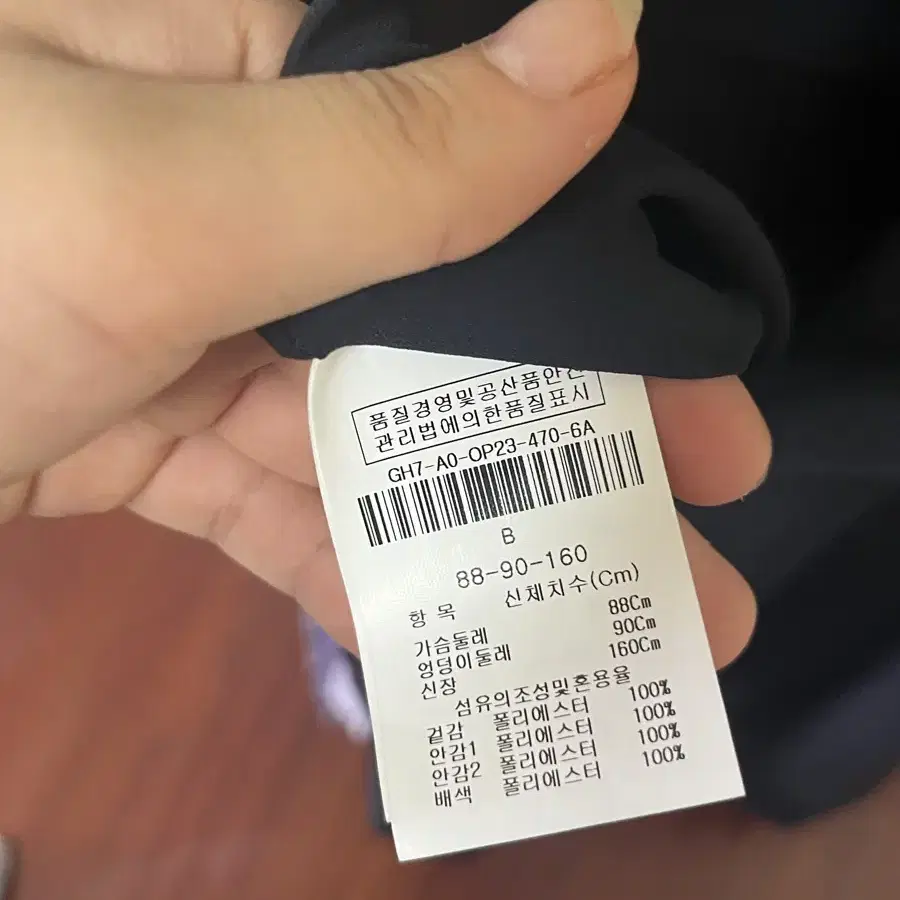 품질경영및공산품안전
관리법에의한품질표시
GH7-A0-OP23-470-6A
B
88-90-160
항 목 신체치수(Cm)
가슴둘레 88Cm
엉덩이둘레 90Cm
신장 160Cm
섬유의조성및혼용율
겉감 폴리에스터 100%
안감1 폴리에스터 100%
안감2 폴리에스터 100%
배색 폴리에스터 100%